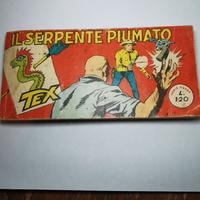 IL SERPENTE PIUMATO
TEX
L. 120